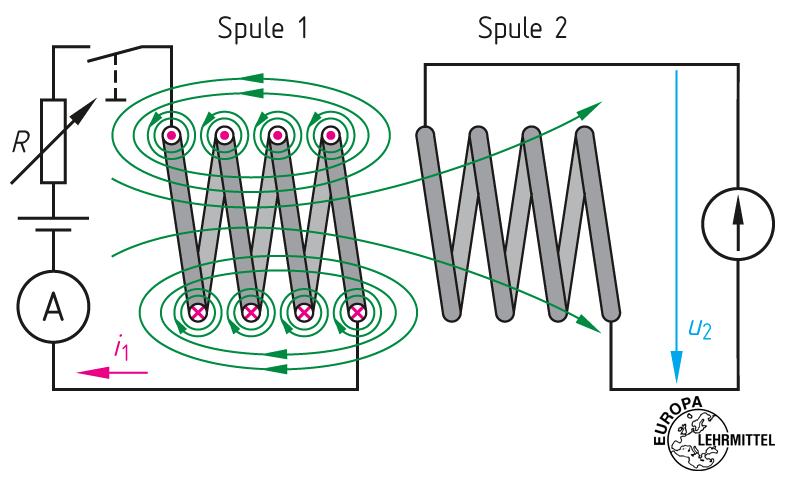 Spule 1
Spule 2
R
A
i₁
u₂
EUROPA
LEHRMITTEL